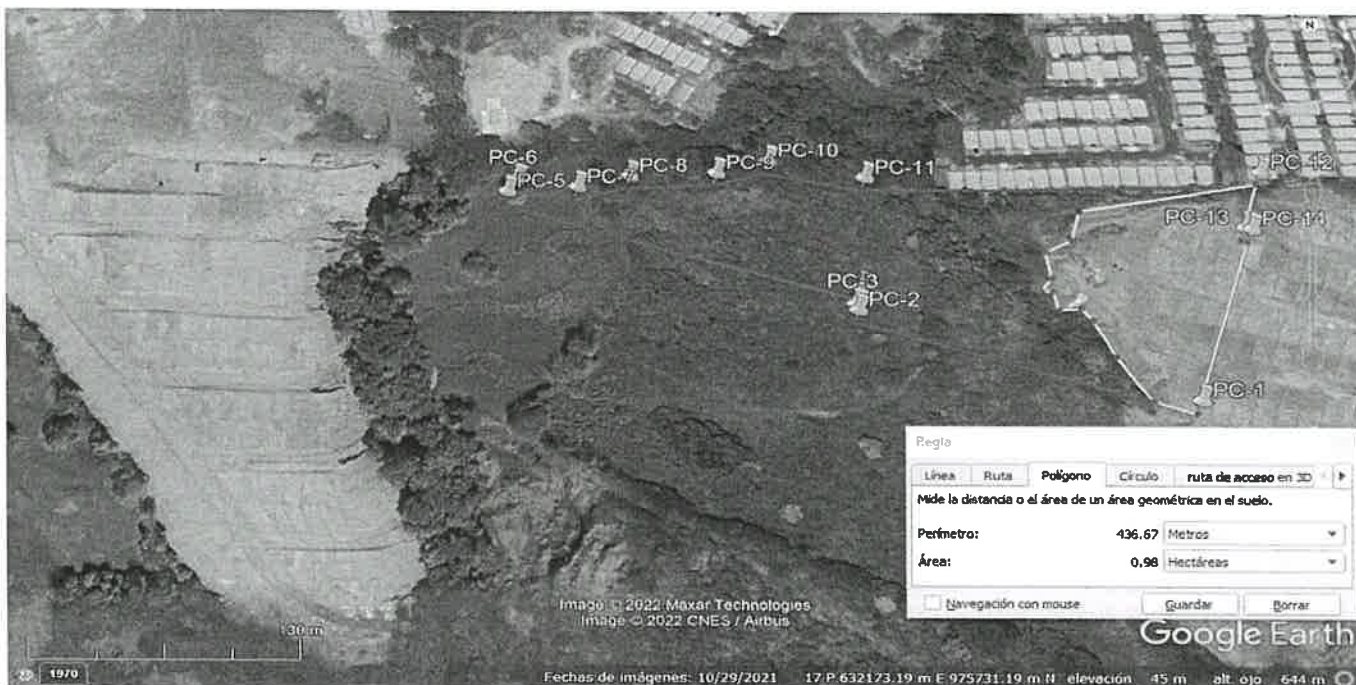 N
PC-6
PC-5
PC-
PC-8
PC-9
PC-10
PC-11
PC-12
PC-13
PC-14
PC-3
PC-2
PC-1
Regla
Línea Ruta Polígono Círculo ruta de acceso en 3D
Mide la distancia o el área de un área geométrica en el suelo.
Perímetro: 436.67 Metros
Área: 0.98 Hectáreas
Navegación con mouse Guardar Borrar
Image © 2022 Maxar Technologies
Image © 2022 CNES / Airbus
Google Earth
130 m
1970
Fechas de imágenes: 10/29/2021 17 P 632173.19 m E 975731.19 m N elevación 45 m alt. ojo 644 m